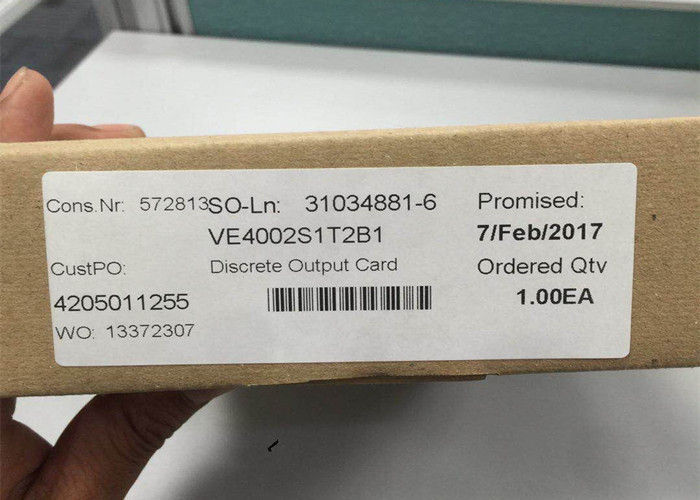 Cons.Nr: 572813
SO-Ln: 31034881-6
VE4002S1T2B1
Discrete Output Card
Promised:
7/Feb/2017
Ordered Qty
1.00EA
CustPO:
4205011255
WO: 13372307